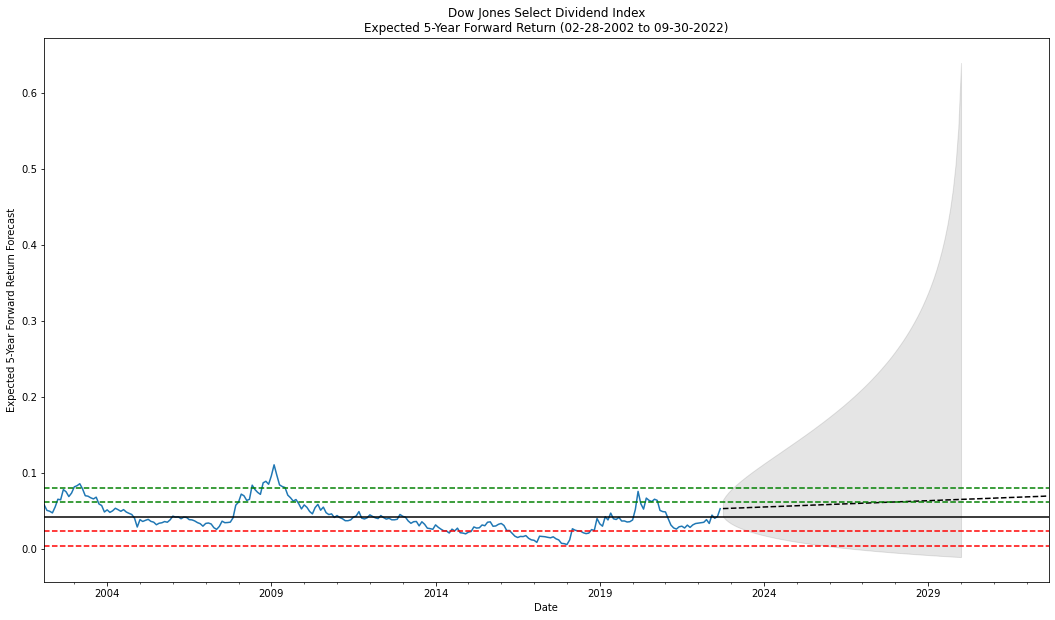 Dow Jones Select Dividend Index
Expected 5-Year Forward Return (02-28-2002 to 09-30-2022)
Expected 5-Year Forward Return Forecast
0.6
0.5
0.4
0.3
0.2
0.1
0.0
2004 2009 2014 2019 2024 2029
Date